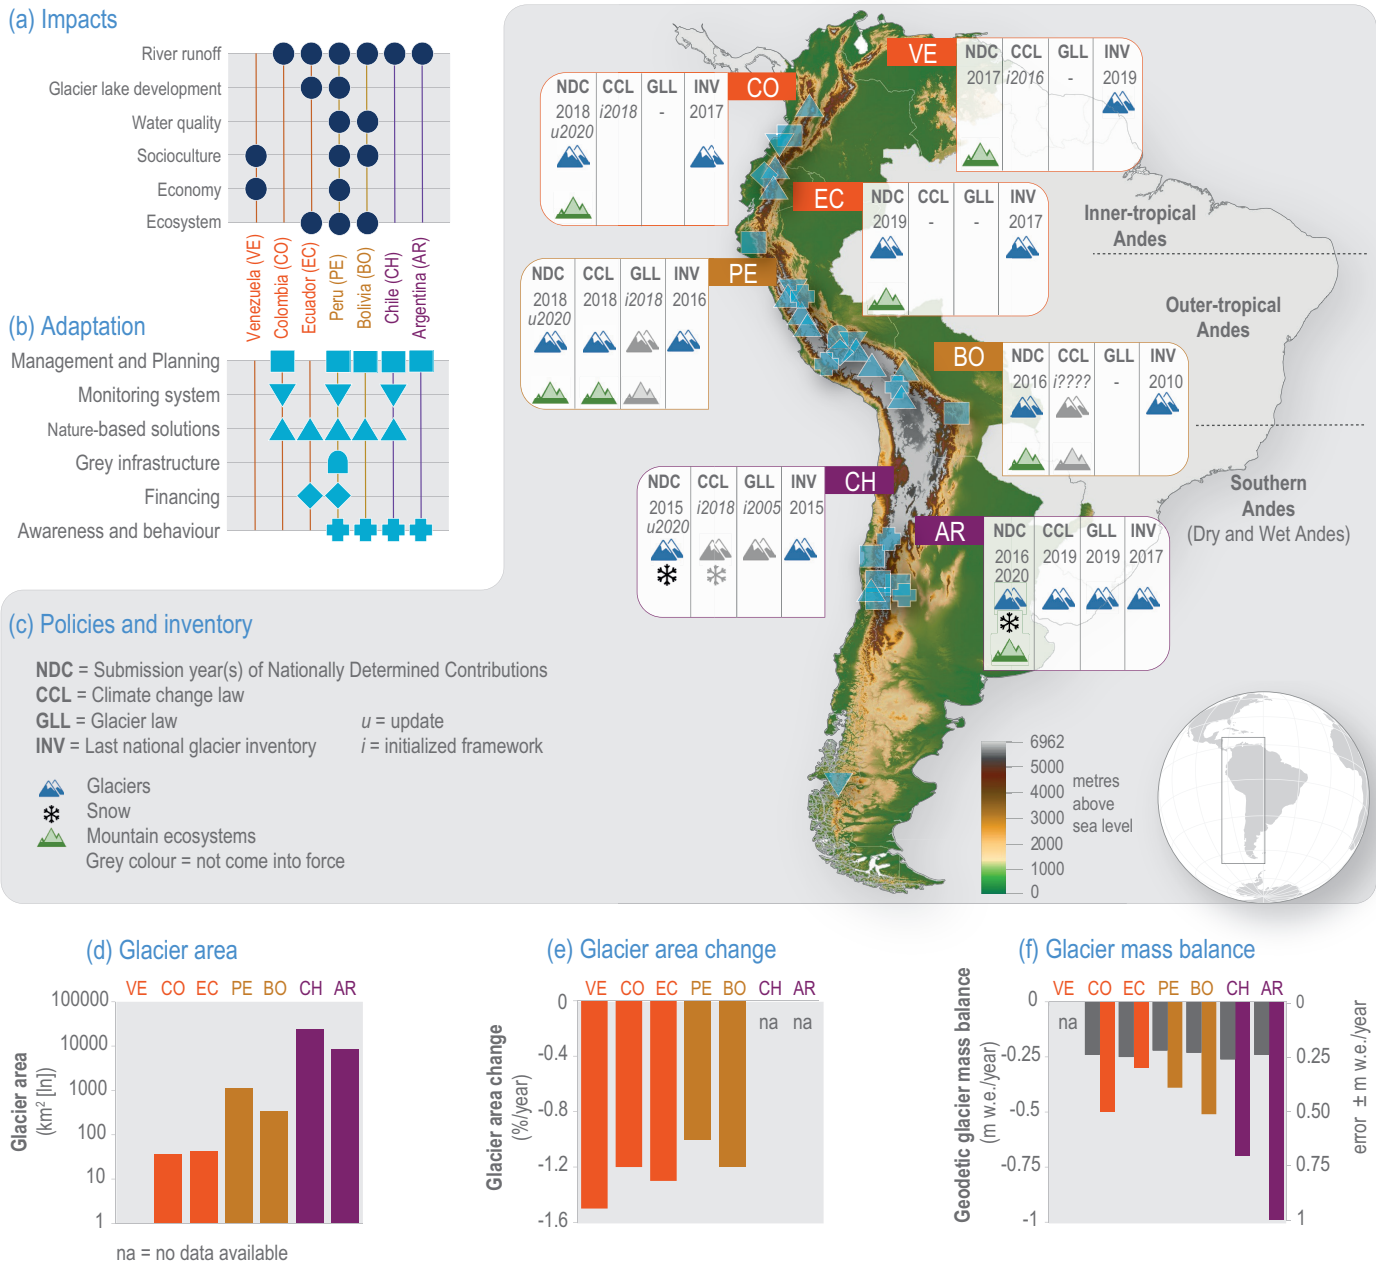 (a) Impacts
River runoff
Glacier lake development
Water quality
Socioculture
Economy
Ecosystem
Venezuela (VE)
Colombia (CO)
Ecuador (EC)
Peru (PE)
Bolivia (BO)
Chile (CH)
Argentina (AR)
(b) Adaptation
Management and Planning
Monitoring system
Nature-based solutions
Grey infrastructure
Financing
Awareness and behaviour
VE
NDC CCL GLL INV
2017 i2016 - 2019
CO
NDC CCL GLL INV
2018 i2018 - 2017
u2020
EC
NDC CCL GLL INV
2019 - - 2017
PE
NDC CCL GLL INV
2018 2018 i2018 2016
u2020
BO
NDC CCL GLL INV
2016 i???? - 2010
CH
NDC CCL GLL INV
2015 i2018 i2005 2015
u2020
AR
NDC CCL GLL INV
2016 2019 2019 2017
2020
Inner-tropical
Andes
Outer-tropical
Andes
Southern
Andes
(Dry and Wet Andes)
(c) Policies and inventory
NDC = Submission year(s) of Nationally Determined Contributions
CCL = Climate change law
GLL = Glacier law u = update
INV = Last national glacier inventory i = initialized framework
Glaciers
Snow
Mountain ecosystems
Grey colour = not come into force
6962
5000
4000
3000
2000
1000
0
metres
above
sea level
(d) Glacier area
VE CO EC PE BO CH AR
100000
10000
1000
100
10
1
Glacier area
(km² [ln])
na = no data available
(e) Glacier area change
VE CO EC PE BO CH AR
0
-0.4
-0.8
-1.2
-1.6
na na
Glacier area change
(%/year)
(f) Glacier mass balance
VE CO EC PE BO CH AR
0
-0.25
-0.5
-0.75
-1
na
0
0.25
0.50
0.75
1
Geodetic glacier mass balance
(m w.e./year)
error ± m w.e./year